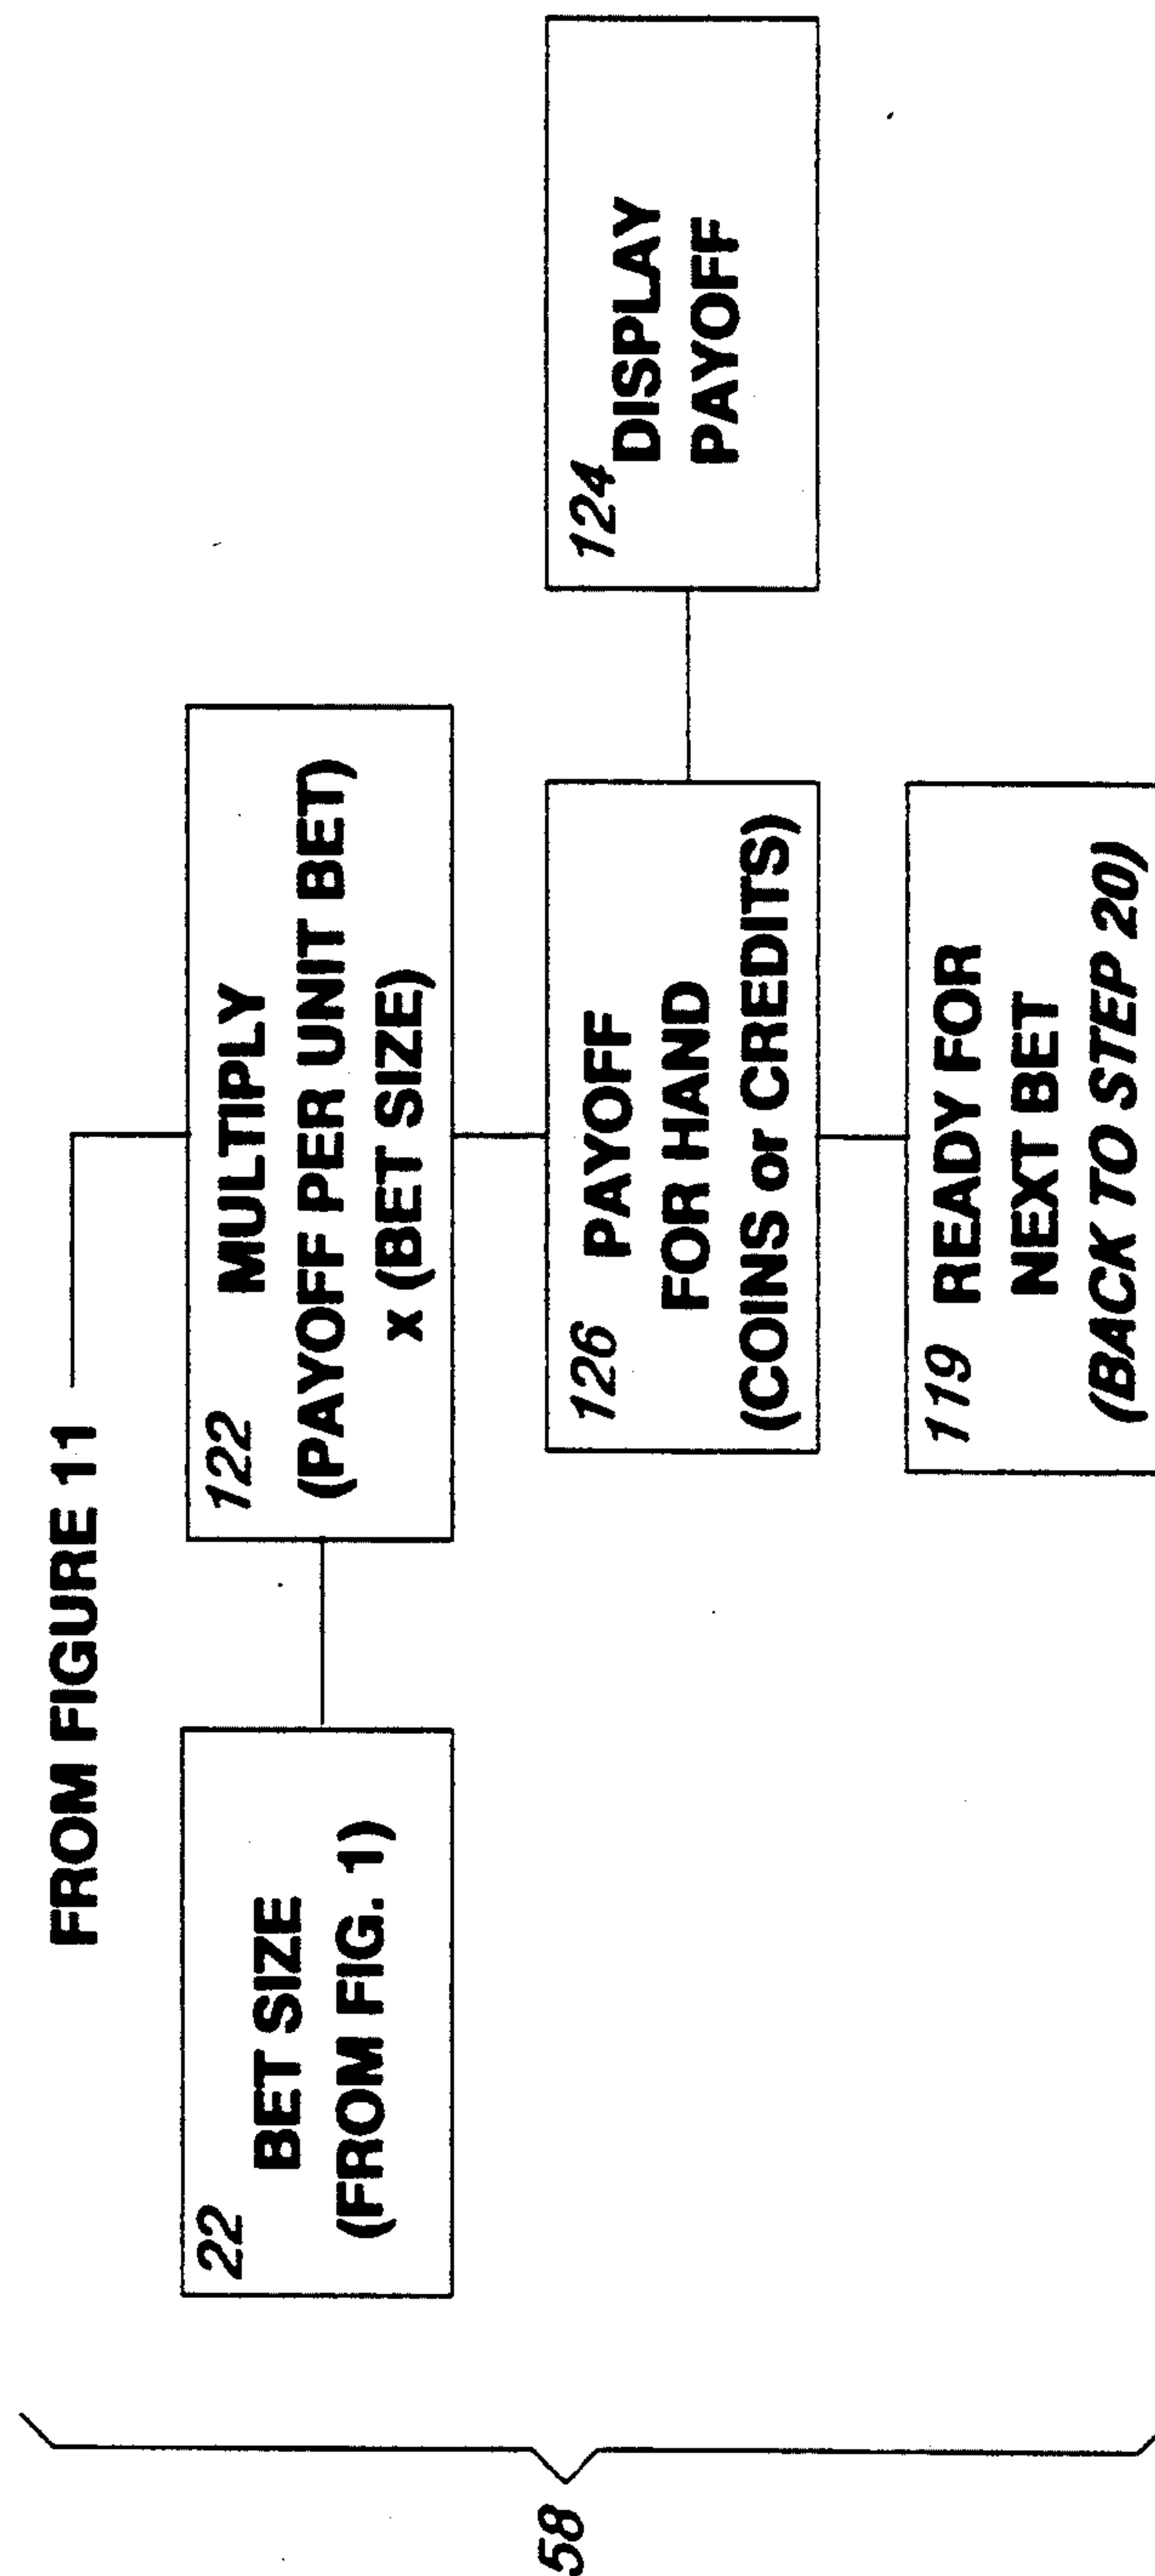 FROM FIGURE 11
22
BET SIZE
(FROM FIG. 1)
122
MULTIPLY
(PAYOFF PER UNIT BET)
x (BET SIZE)
126 PAYOFF
FOR HAND
(COINS or CREDITS)
124
DISPLAY
PAYOFF
119 READY FOR
NEXT BET
(BACK TO STEP 20)
58